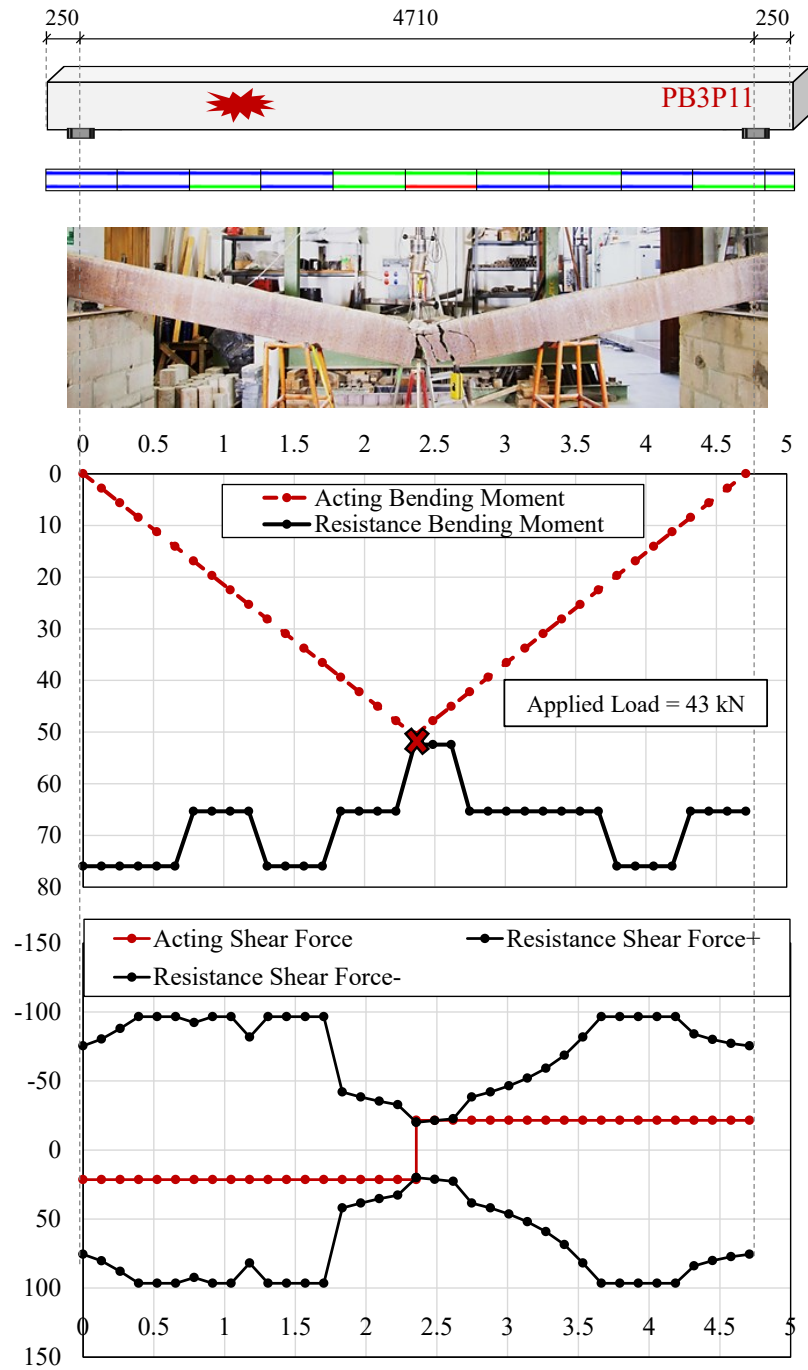 250 4710 250
PB3P11
0 0.5 1 1.5 2 2.5 3 3.5 4 4.5 5
0
10
20
30
40
50
60
70
80
Acting Bending Moment
Resistance Bending Moment
Applied Load = 43 kN
-150
-100
-50
0
50
100
150
Acting Shear Force Resistance Shear Force+
Resistance Shear Force-
0 0.5 1 1.5 2 2.5 3 3.5 4 4.5 5